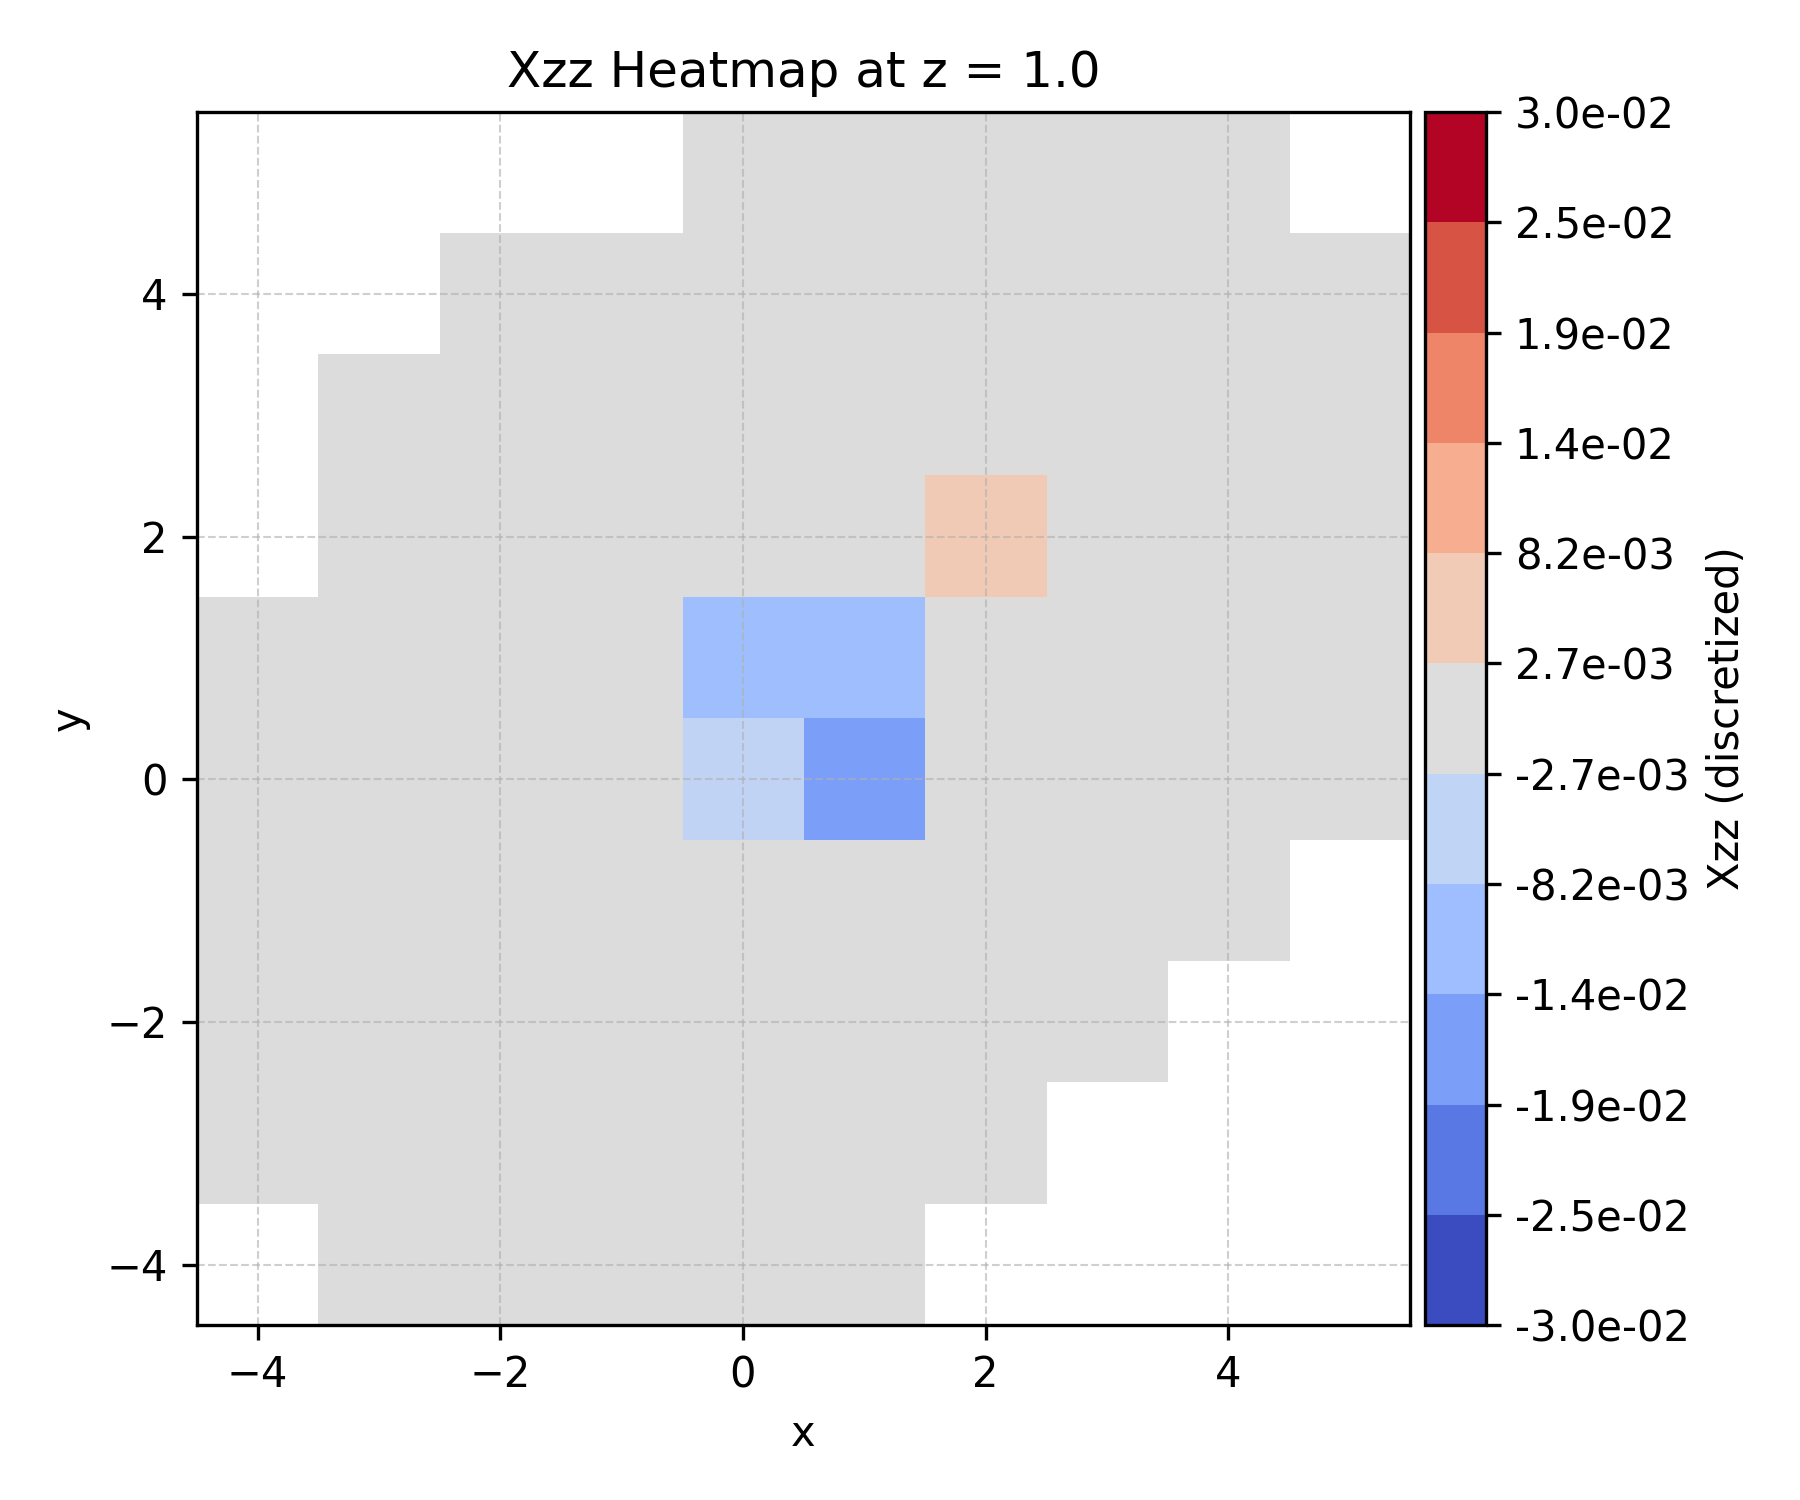 Xzz Heatmap at z = 1.0
y
4
2
0
−2
−4
−4
−2
0
2
4
x
3.0e-02
2.5e-02
1.9e-02
1.4e-02
8.2e-03
2.7e-03
-2.7e-03
-8.2e-03
-1.4e-02
-1.9e-02
-2.5e-02
-3.0e-02
Xzz (discretized)